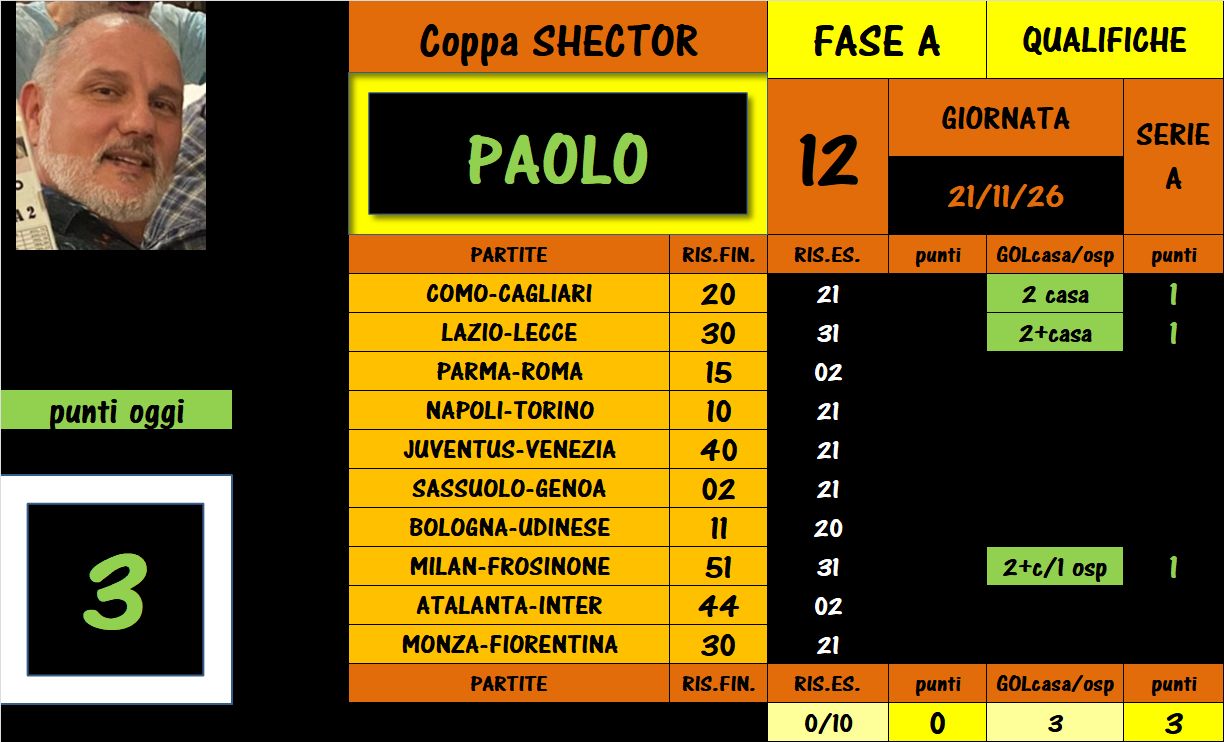 Coppa SHECTOR FASE A QUALIFICHE
PAOLO 12 GIORNATA SERIE A
21/11/26
PARTITE RIS.FIN. RIS.ES. punti GOLcasa/osp punti
COMO-CAGLIARI 20 21 2 casa 1
LAZIO-LECCE 30 31 2+casa 1
PARMA-ROMA 15 02
NAPOLI-TORINO 10 21
JUVENTUS-VENEZIA 40 21
SASSUOLO-GENOA 02 21
BOLOGNA-UDINESE 11 20
MILAN-FROSINONE 51 31 2+c/1 osp 1
ATALANTA-INTER 44 02
MONZA-FIORENTINA 30 21
PARTITE RIS.FIN. RIS.ES. punti GOLcasa/osp punti
0/10 0 3 3
punti oggi
3
A 2